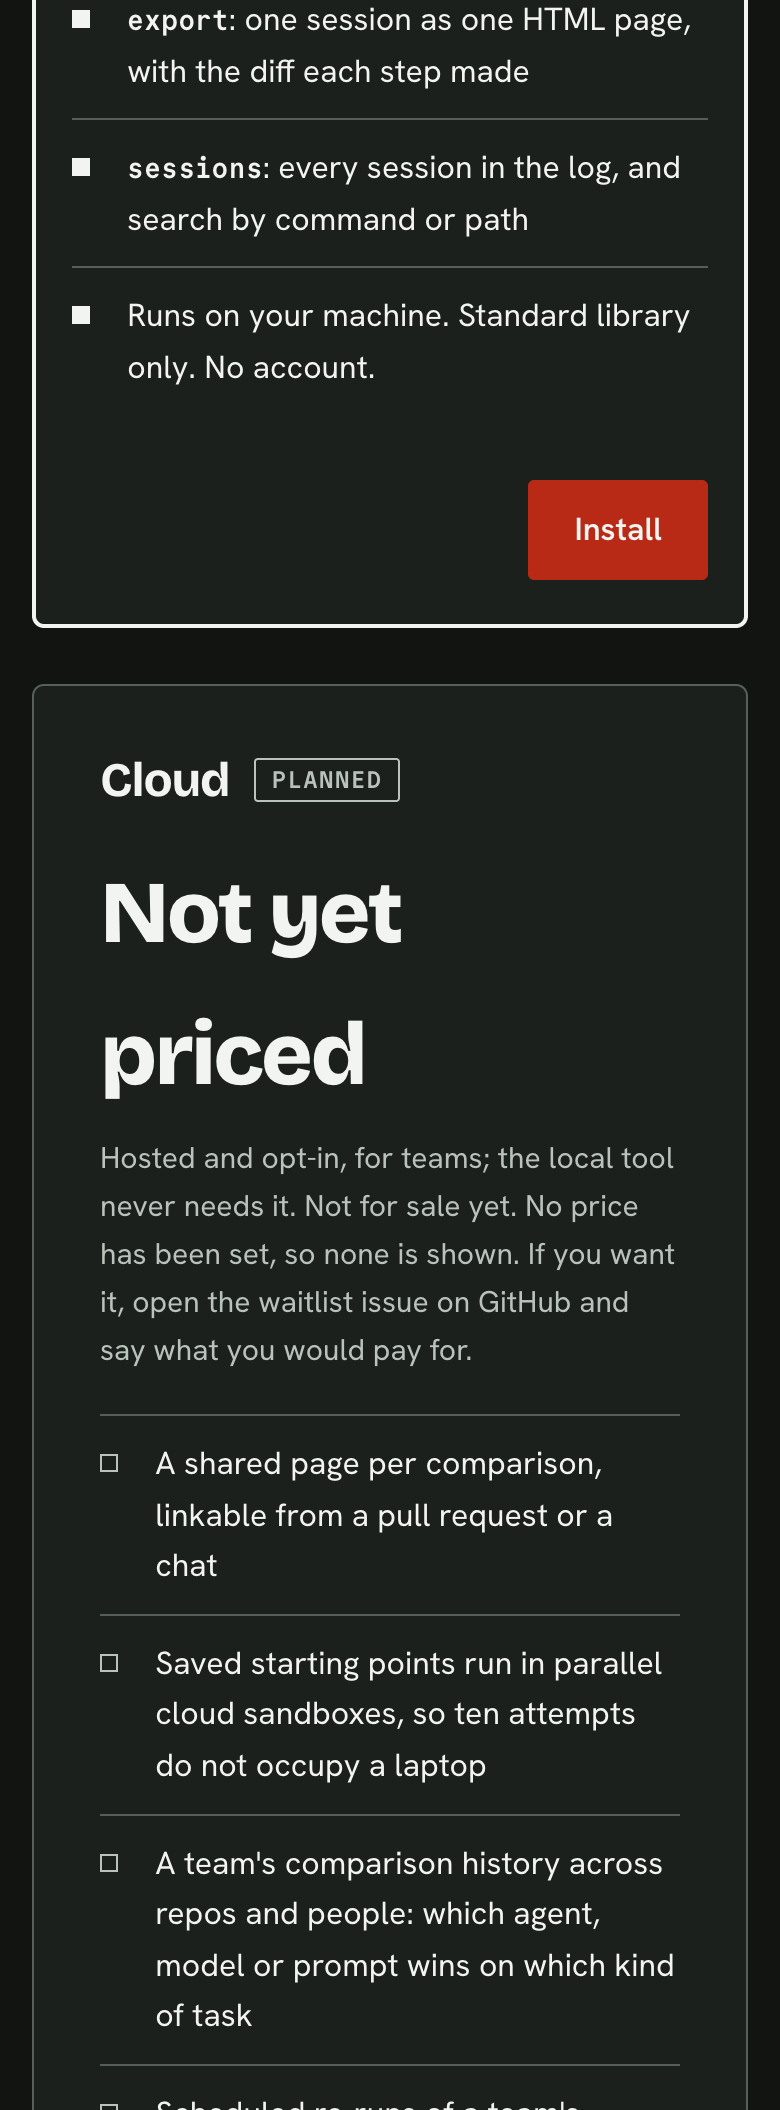 export: one session as one HTML page,
with the diff each step made
sessions: every session in the log, and
search by command or path
Runs on your machine. Standard library
only. No account.
Install
Cloud PLANNED
Not yet
priced
Hosted and opt-in, for teams; the local tool
never needs it. Not for sale yet. No price
has been set, so none is shown. If you want
it, open the waitlist issue on GitHub and
say what you would pay for.
A shared page per comparison,
linkable from a pull request or a
chat
Saved starting points run in parallel
cloud sandboxes, so ten attempts
do not occupy a laptop
A team's comparison history across
repos and people: which agent,
model or prompt wins on which kind
of task
Scheduled re-runs of a team's